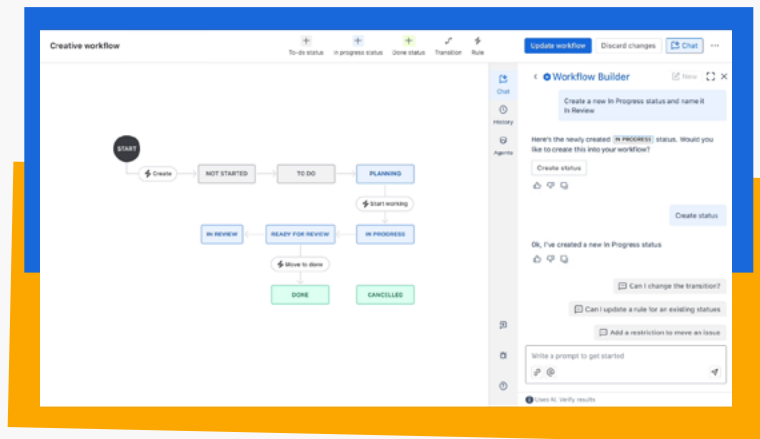 Creative workflow
To-do status
In progress status
Done status
Transition
Rule
Update workflow
Discard changes
Chat
START
Create
NOT STARTED
TO DO
PLANNING
Start working
IN REVIEW
READY FOR REVIEW
IN PROGRESS
Move to done
DONE
CANCELLED
Chat
History
Agents
Workflow Builder
New
Create a new In Progress status and name it
In Review
Here's the newly created IN PROGRESS status. Would you
like to create this into your workflow?
Create status
Create status
Ok, I've created a new In Progress status
Can I change the transition?
Can I update a rule for an existing statues
Add a restriction to move an issue
Write a prompt to get started
Uses AI. Verify results